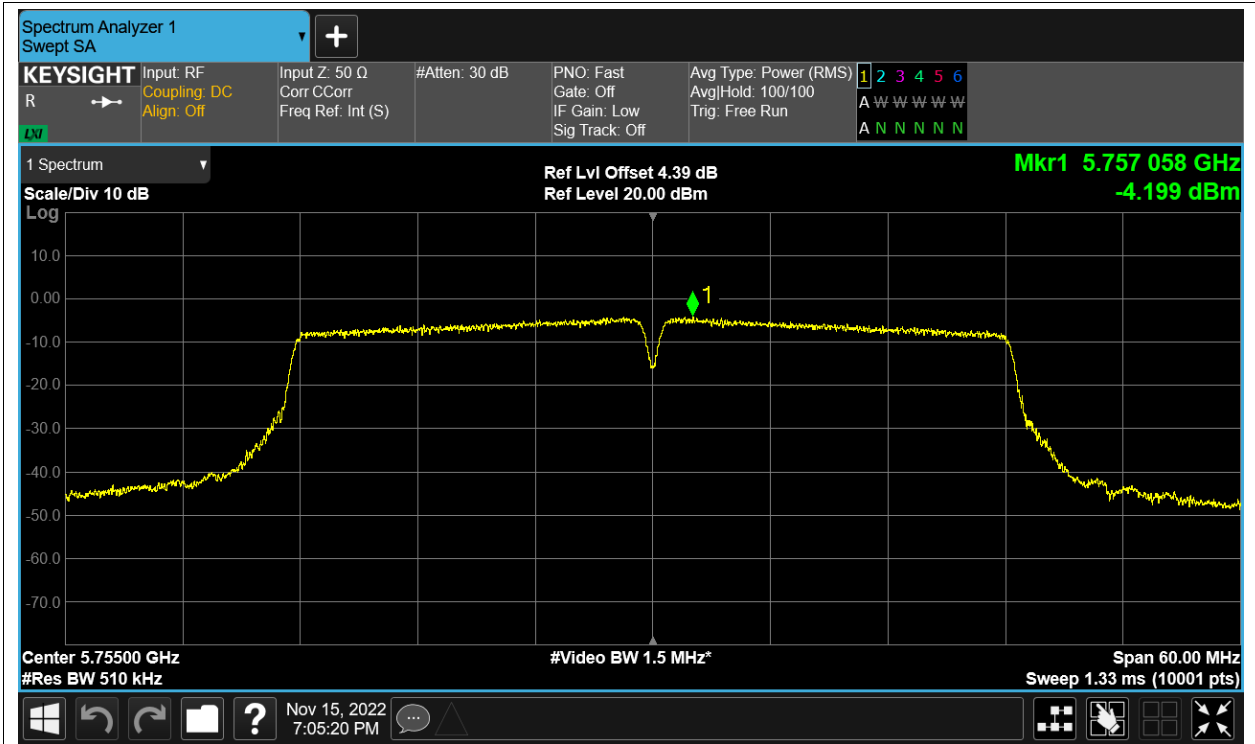 Spectrum Analyzer 1
Swept SA
KEYSIGHT
R
LXI
Input: RF
Coupling: DC
Align: Off
Input Z: 50 Ω
Corr CCorr
Freq Ref: Int (S)
#Atten: 30 dB
PNO: Fast
Gate: Off
IF Gain: Low
Sig Track: Off
Avg Type: Power (RMS)
Avg|Hold: 100/100
Trig: Free Run
1 2 3 4 5 6
A W W W W W
A N N N N N
1 Spectrum
Scale/Div 10 dB
Log
Ref Lvl Offset 4.39 dB
Ref Level 20.00 dBm
Mkr1 5.757 058 GHz
-4.199 dBm
10.0
0.00
-10.0
-20.0
-30.0
-40.0
-50.0
-60.0
-70.0
1
Center 5.75500 GHz
#Res BW 510 kHz
#Video BW 1.5 MHz*
Span 60.00 MHz
Sweep 1.33 ms (10001 pts)
?
Nov 15, 2022
7:05:20 PM